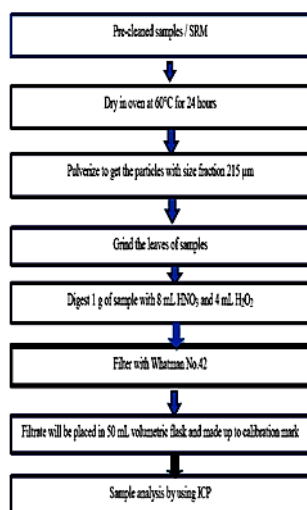 Pre-cleaned samples / SRM
Dry in oven at 60°C for 24 hours
Pulverize to get the particles with size fraction 215 µm
Grind the leaves of samples
Digest 1 g of sample with 8 mL HNO₃ and 4 mL H₂O₂
Filter with Whatman No.42
Filtrate will be placed in 50 mL volumetric flask and made up to calibration mark
Sample analysis by using ICP